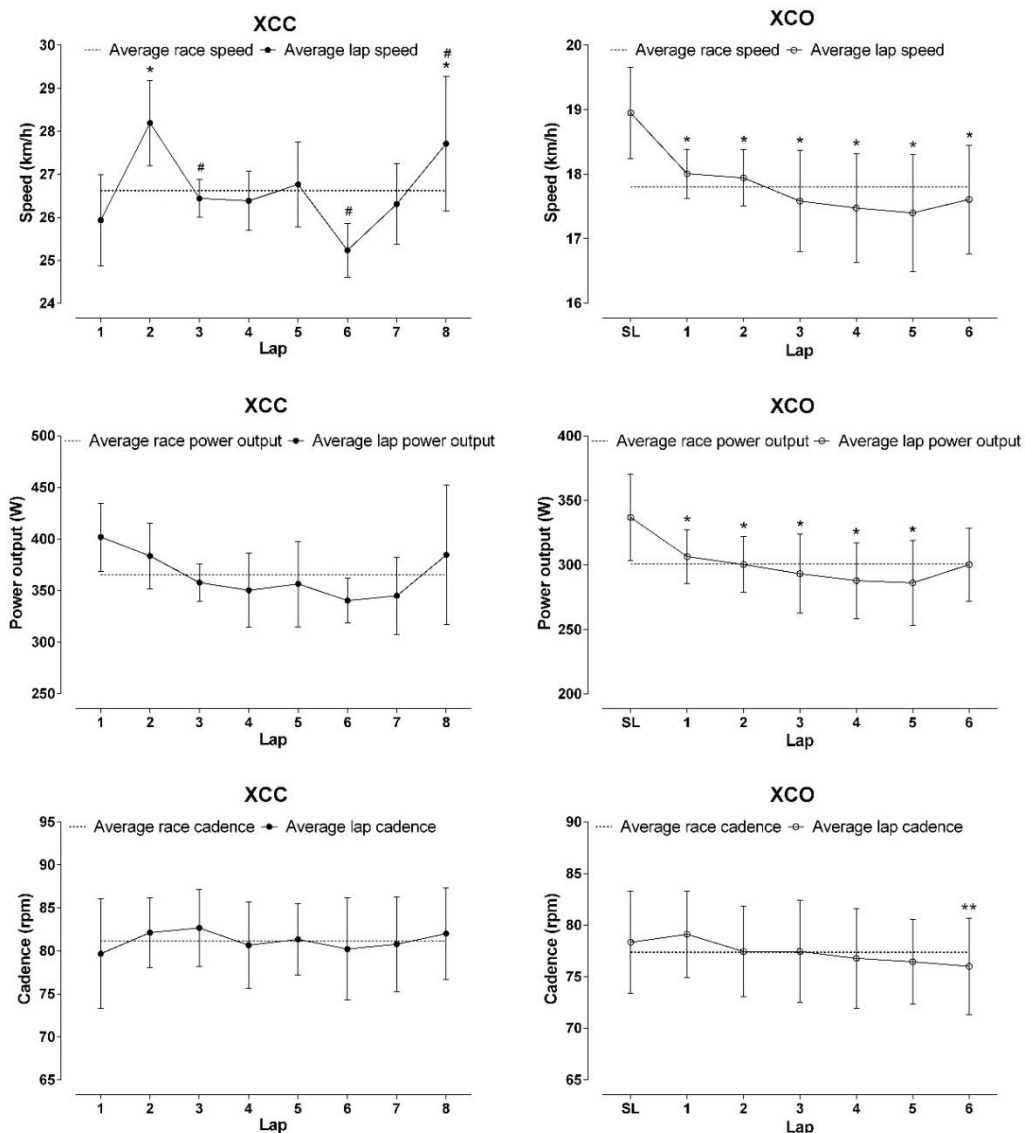 XCC
Average race speed Average lap speed
Speed (km/h)
30
29
28
27
26
25
24
*
#
#
#
*
1 2 3 4 5 6 7 8
Lap
XCO
Average race speed Average lap speed
Speed (km/h)
20
19
18
17
16
* * * * * *
SL 1 2 3 4 5 6
Lap
XCC
Average race power output Average lap power output
Power output (W)
500
450
400
350
300
250
1 2 3 4 5 6 7 8
Lap
XCO
Average race power output Average lap power output
Power output (W)
400
350
300
250
200
* * * * *
SL 1 2 3 4 5 6
Lap
XCC
Average race cadence Average lap cadence
Cadence (rpm)
95
90
85
80
75
70
65
1 2 3 4 5 6 7 8
Lap
XCO
Average race cadence Average lap cadence
Cadence (rpm)
90
85
80
75
70
65
**
SL 1 2 3 4 5 6
Lap